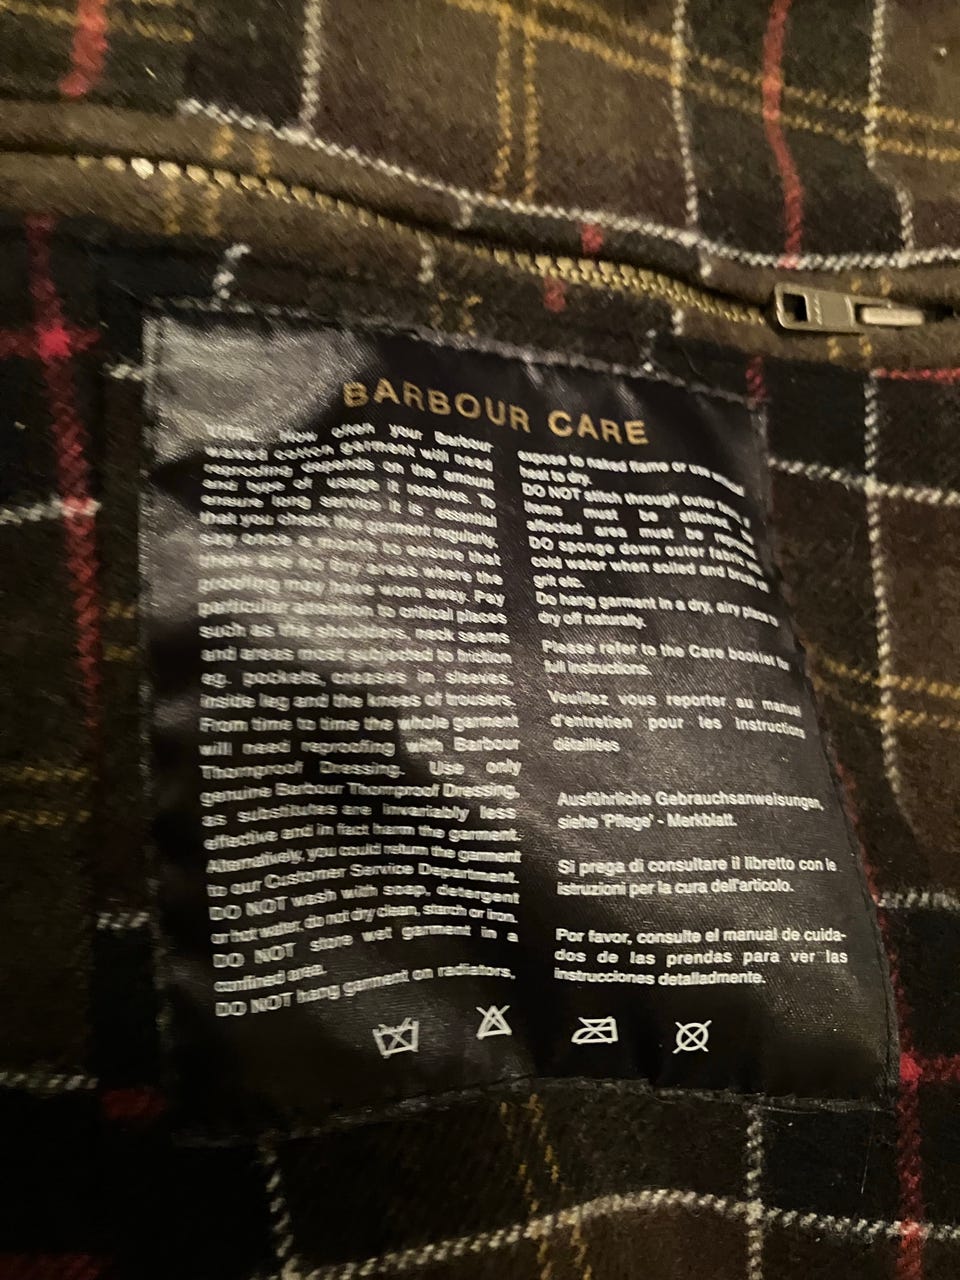 BARBOUR CARE
VITAL: How often your Barbour
waxed cotton garment will need
reproofing depends on the amount
and type of usage it receives. To
ensure long service it is essential
that you check the garment regularly,
say once a month to ensure that
there are no dry areas where the
proofing may have worn away. Pay
particular attention to critical places
such as the shoulders, neck seams
and areas most subjected to friction
eg. pockets, creases in sleeves,
inside leg and the knees of trousers.
From time to time the whole garment
will need reproofing with Barbour
Thornproof Dressing. Use only
genuine Barbour Thornproof Dressing,
as substitutes are invariably less
effective and in fact harm the garment.
Alternatively, you could return the garment
to our Customer Service Department.
DO NOT wash with soap, detergent
or hot water, do not dry clean, starch or iron.
DO NOT store wet garment in a
confined area.
DO NOT hang garment on radiators,
expose to naked flame or use
heat to dry.
DO NOT stitch through outer
items must be stitched,
affected area must be
DO sponge down outer fabric
cold water when soiled and brush
grit etc.
Do hang garment in a dry, airy place to
dry off naturally.
Please refer to the Care booklet for
full instructions.
Veuillez vous reporter au manuel
d'entretien pour les instructions
détaillées
Ausführliche Gebrauchsanweisungen,
siehe 'Pflege' - Merkblatt.
Si prega di consultare il libretto con le
istruzioni per la cura dell'articolo.
Por favor, consulte el manual de cuida-
dos de las prendas para ver las
instrucciones detalladmente.